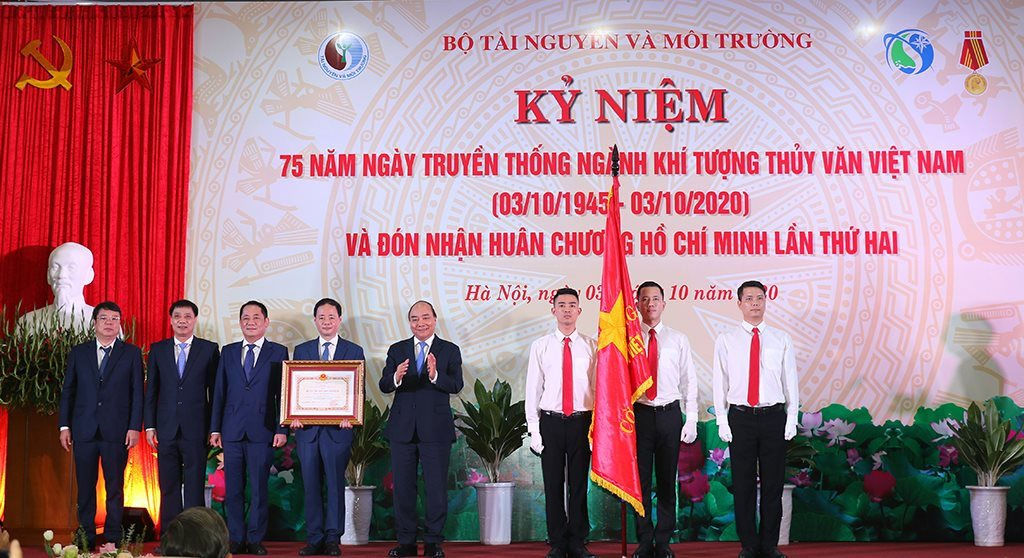 BỘ TÀI NGUYÊN VÀ MÔI TRƯỜNG
KỶ NIỆM
75 NĂM NGÀY TRUYỀN THỐNG NGÀNH KHÍ TƯỢNG THỦY VĂN VIỆT NAM
(03/10/1945 - 03/10/2020)
VÀ ĐÓN NHẬN HUÂN CHƯƠNG HỒ CHÍ MINH LẦN THỨ HAI
Hà Nội, ngày 03 10 năm 2020